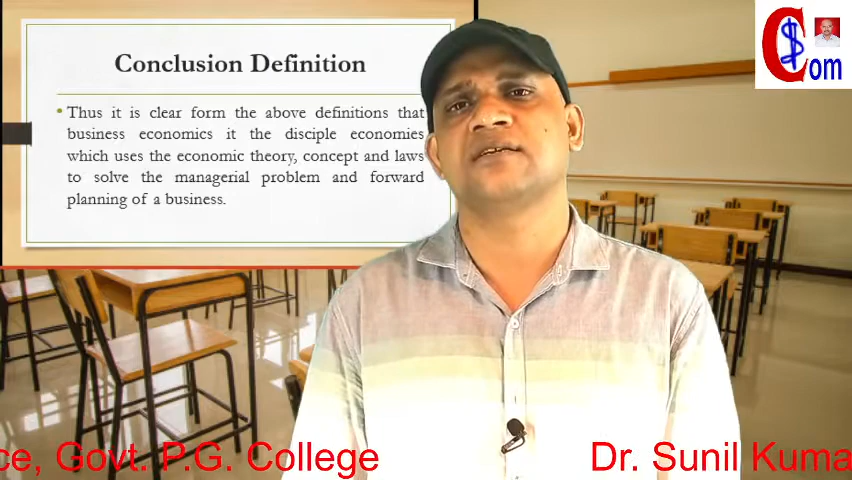 Conclusion Definition
Thus it is clear form the above definitions that
business economics it the disciple economies
which uses the economic theory, concept and laws
to solve the managerial problem and forward
planning of a business.
C$om
ce, Govt. P.G. College
Dr. Sunil Kuma